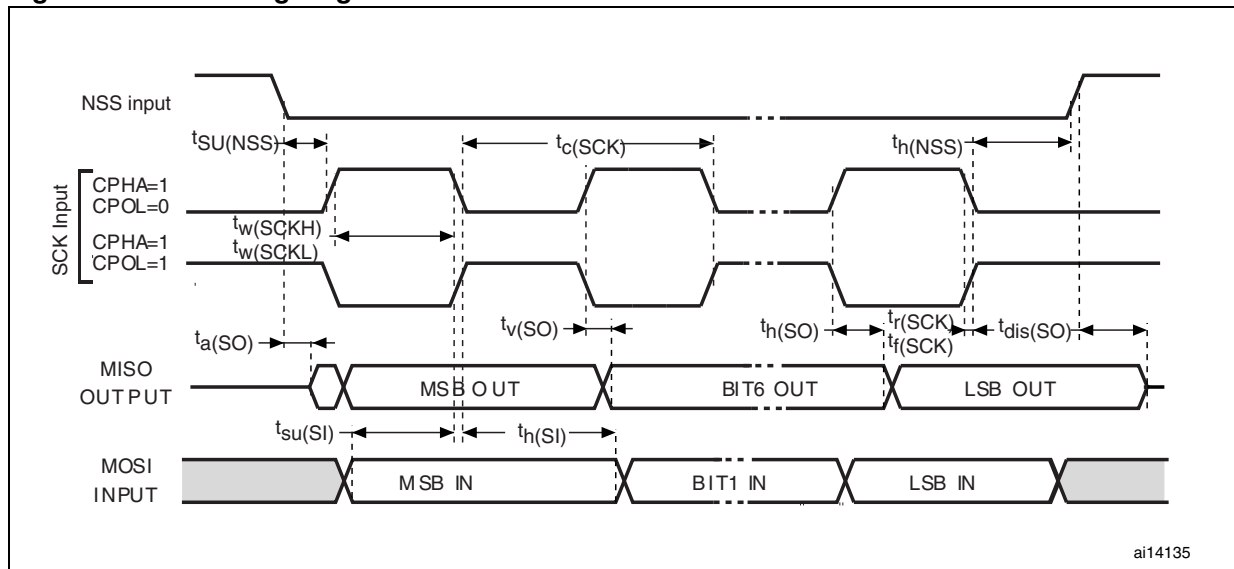 NSS input
tSU(NSS)
tc(SCK)
th(NSS)
SCK Input
CPHA=1
CPOL=0
tw(SCKH)
tw(SCKL)
CPHA=1
CPOL=1
ta(SO)
tv(SO)
th(SO)
tr(SCK)
tf(SCK)
tdis(SO)
MISO
OUTPUT
MSB OUT
BIT6 OUT
LSB OUT
tsu(SI)
th(SI)
MOSI
INPUT
MSB IN
BIT1 IN
LSB IN
ai14135